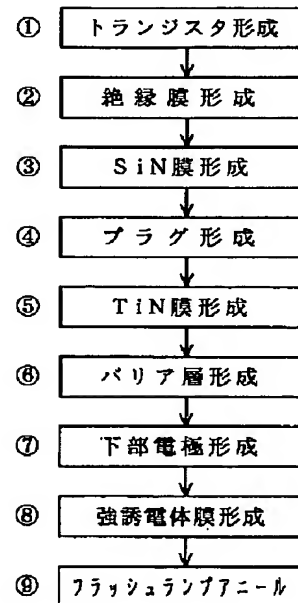 ① トランジスタ形成
② 絶縁膜形成
③ SiN膜形成
④ プラグ形成
⑤ TiN膜形成
⑥ バリア層形成
⑦ 下部電極形成
⑧ 強誘電体膜形成
⑨ フラッシュランプアニール